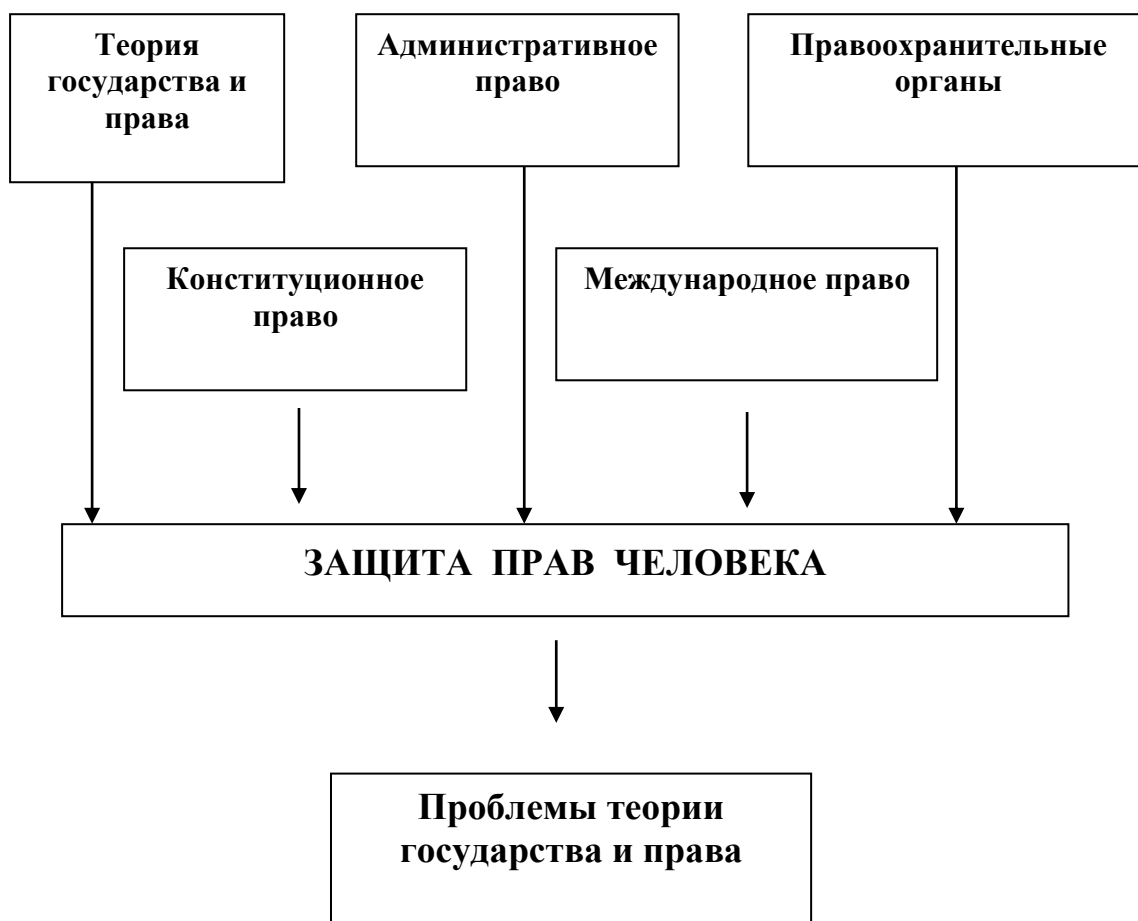 Теория
государства и
права
Административное
право
Правоохранительные
органы
Конституционное
право
Международное право
ЗАЩИТА ПРАВ ЧЕЛОВЕКА
Проблемы теории
государства и права